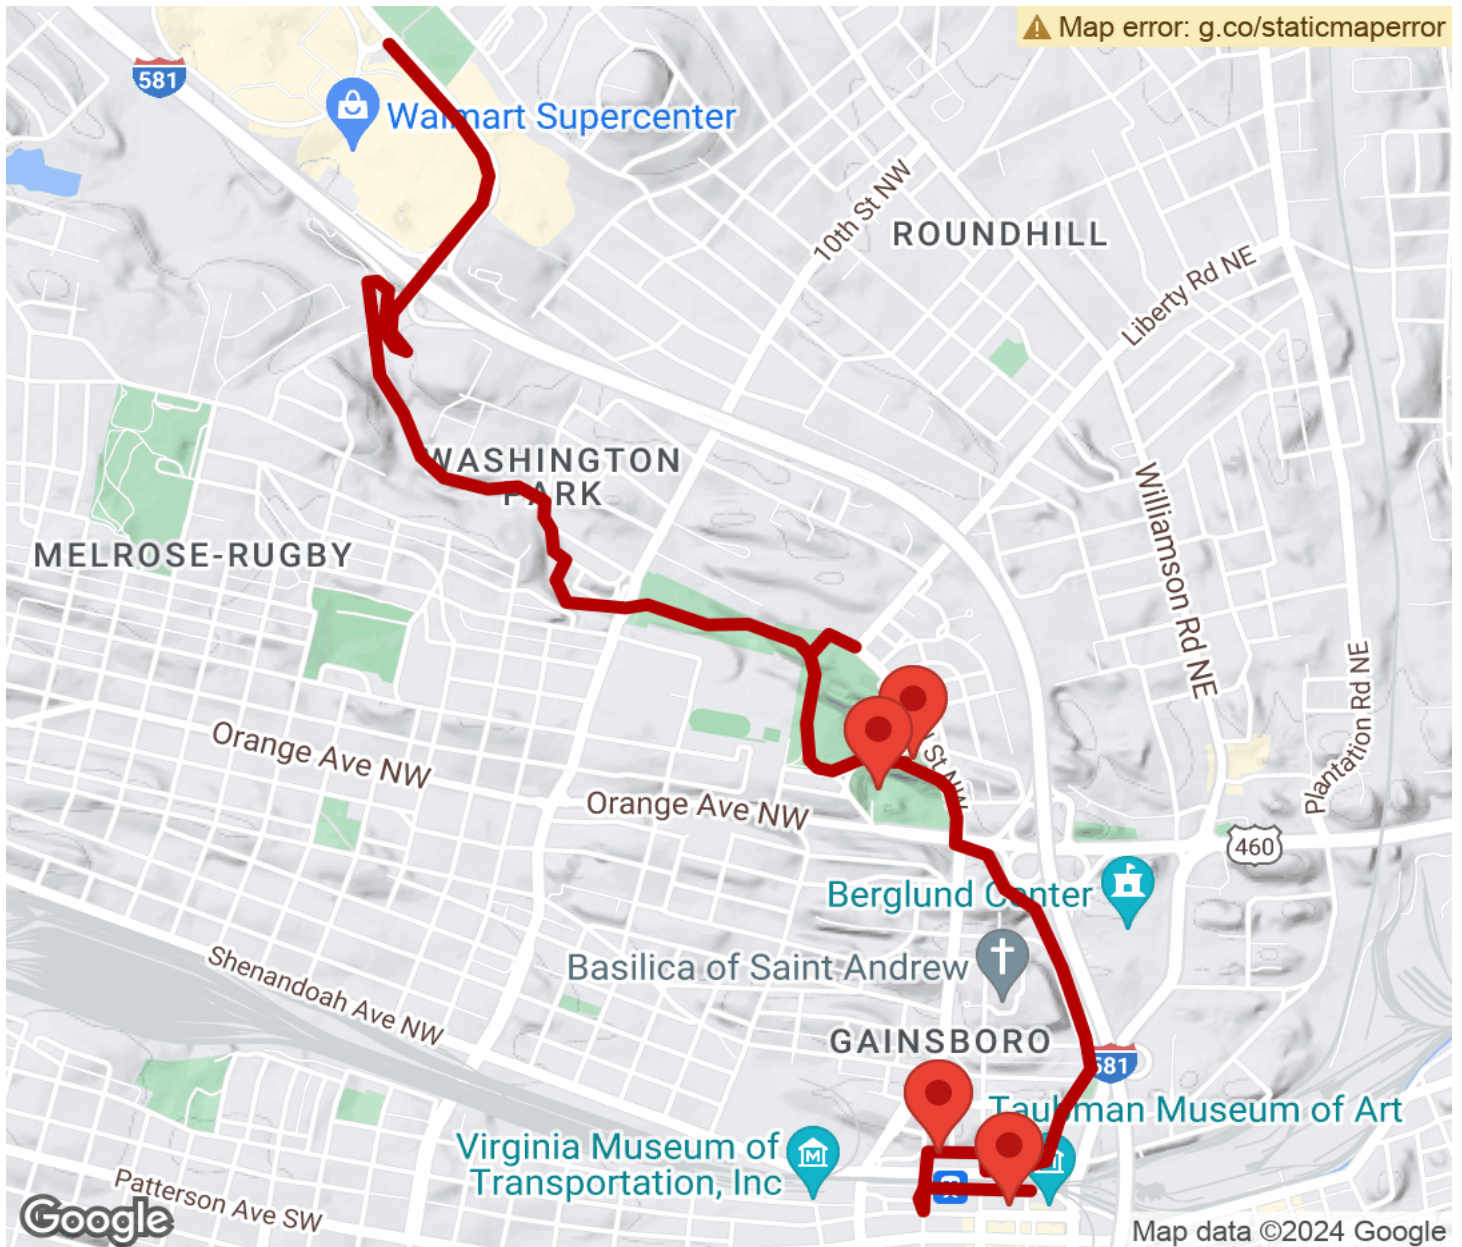 Map error: g.co/staticmaperror
581
Walmart Supercenter
10th St NW
ROUNDHILL
Liberty Rd NE
WASHINGTON
PARK
MELROSE-RUGBY
Williamson Rd NE
Plantation Rd NE
St NW
Orange Ave NW
Orange Ave NW
460
Berglund Center
Basilica of Saint Andrew
Shenandoah Ave NW
GAINSBORO
581
Taubman Museum of Art
Virginia Museum of
Transportation, Inc
M
Patterson Ave SW
Google
Map data ©2024 Google